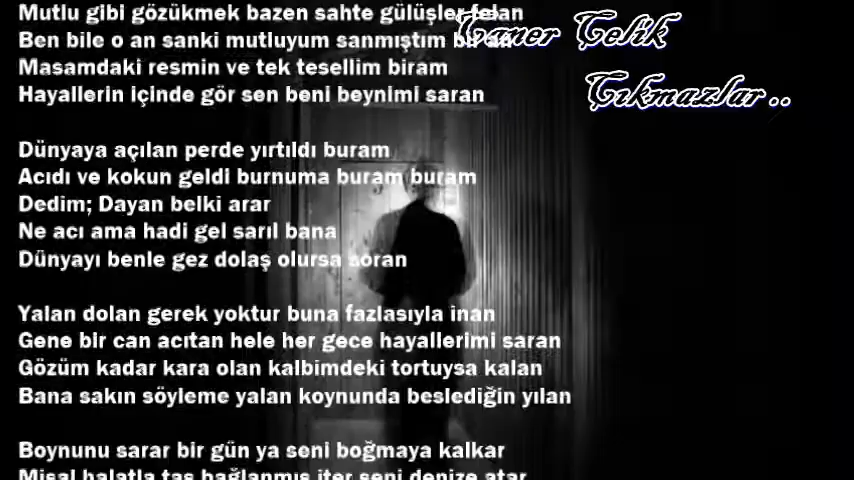 Mutlu gibi gözükmek bazen sahte gülüşler felan
Ben bile o an sanki mutluyum sanmıştım bir an
Masamdaki resmin ve tek tesellim biram
Hayallerin içinde gör sen beni beynimi saran
Caner Çelik
Çıkmazlar..
Dünyaya açılan perde yırtıldı buram
Acıdı ve kokun geldi burnuma buram buram
Dedim; Dayan belki arar
Ne acı ama hadi gel sarıl bana
Dünyayı benle gez dolaş olursa soran
Yalan dolan gerek yoktur buna fazlasıyla inan
Gene bir can acıtan hele her gece hayallerimi saran
Gözüm kadar kara olan kalbimdeki tortuysa kalan
Bana sakın söyleme yalan koynunda beslediğin yılan
Boynunu sarar bir gün ya seni boğmaya kalkar
Misal halatla taş bağlanmış iter seni denize atar